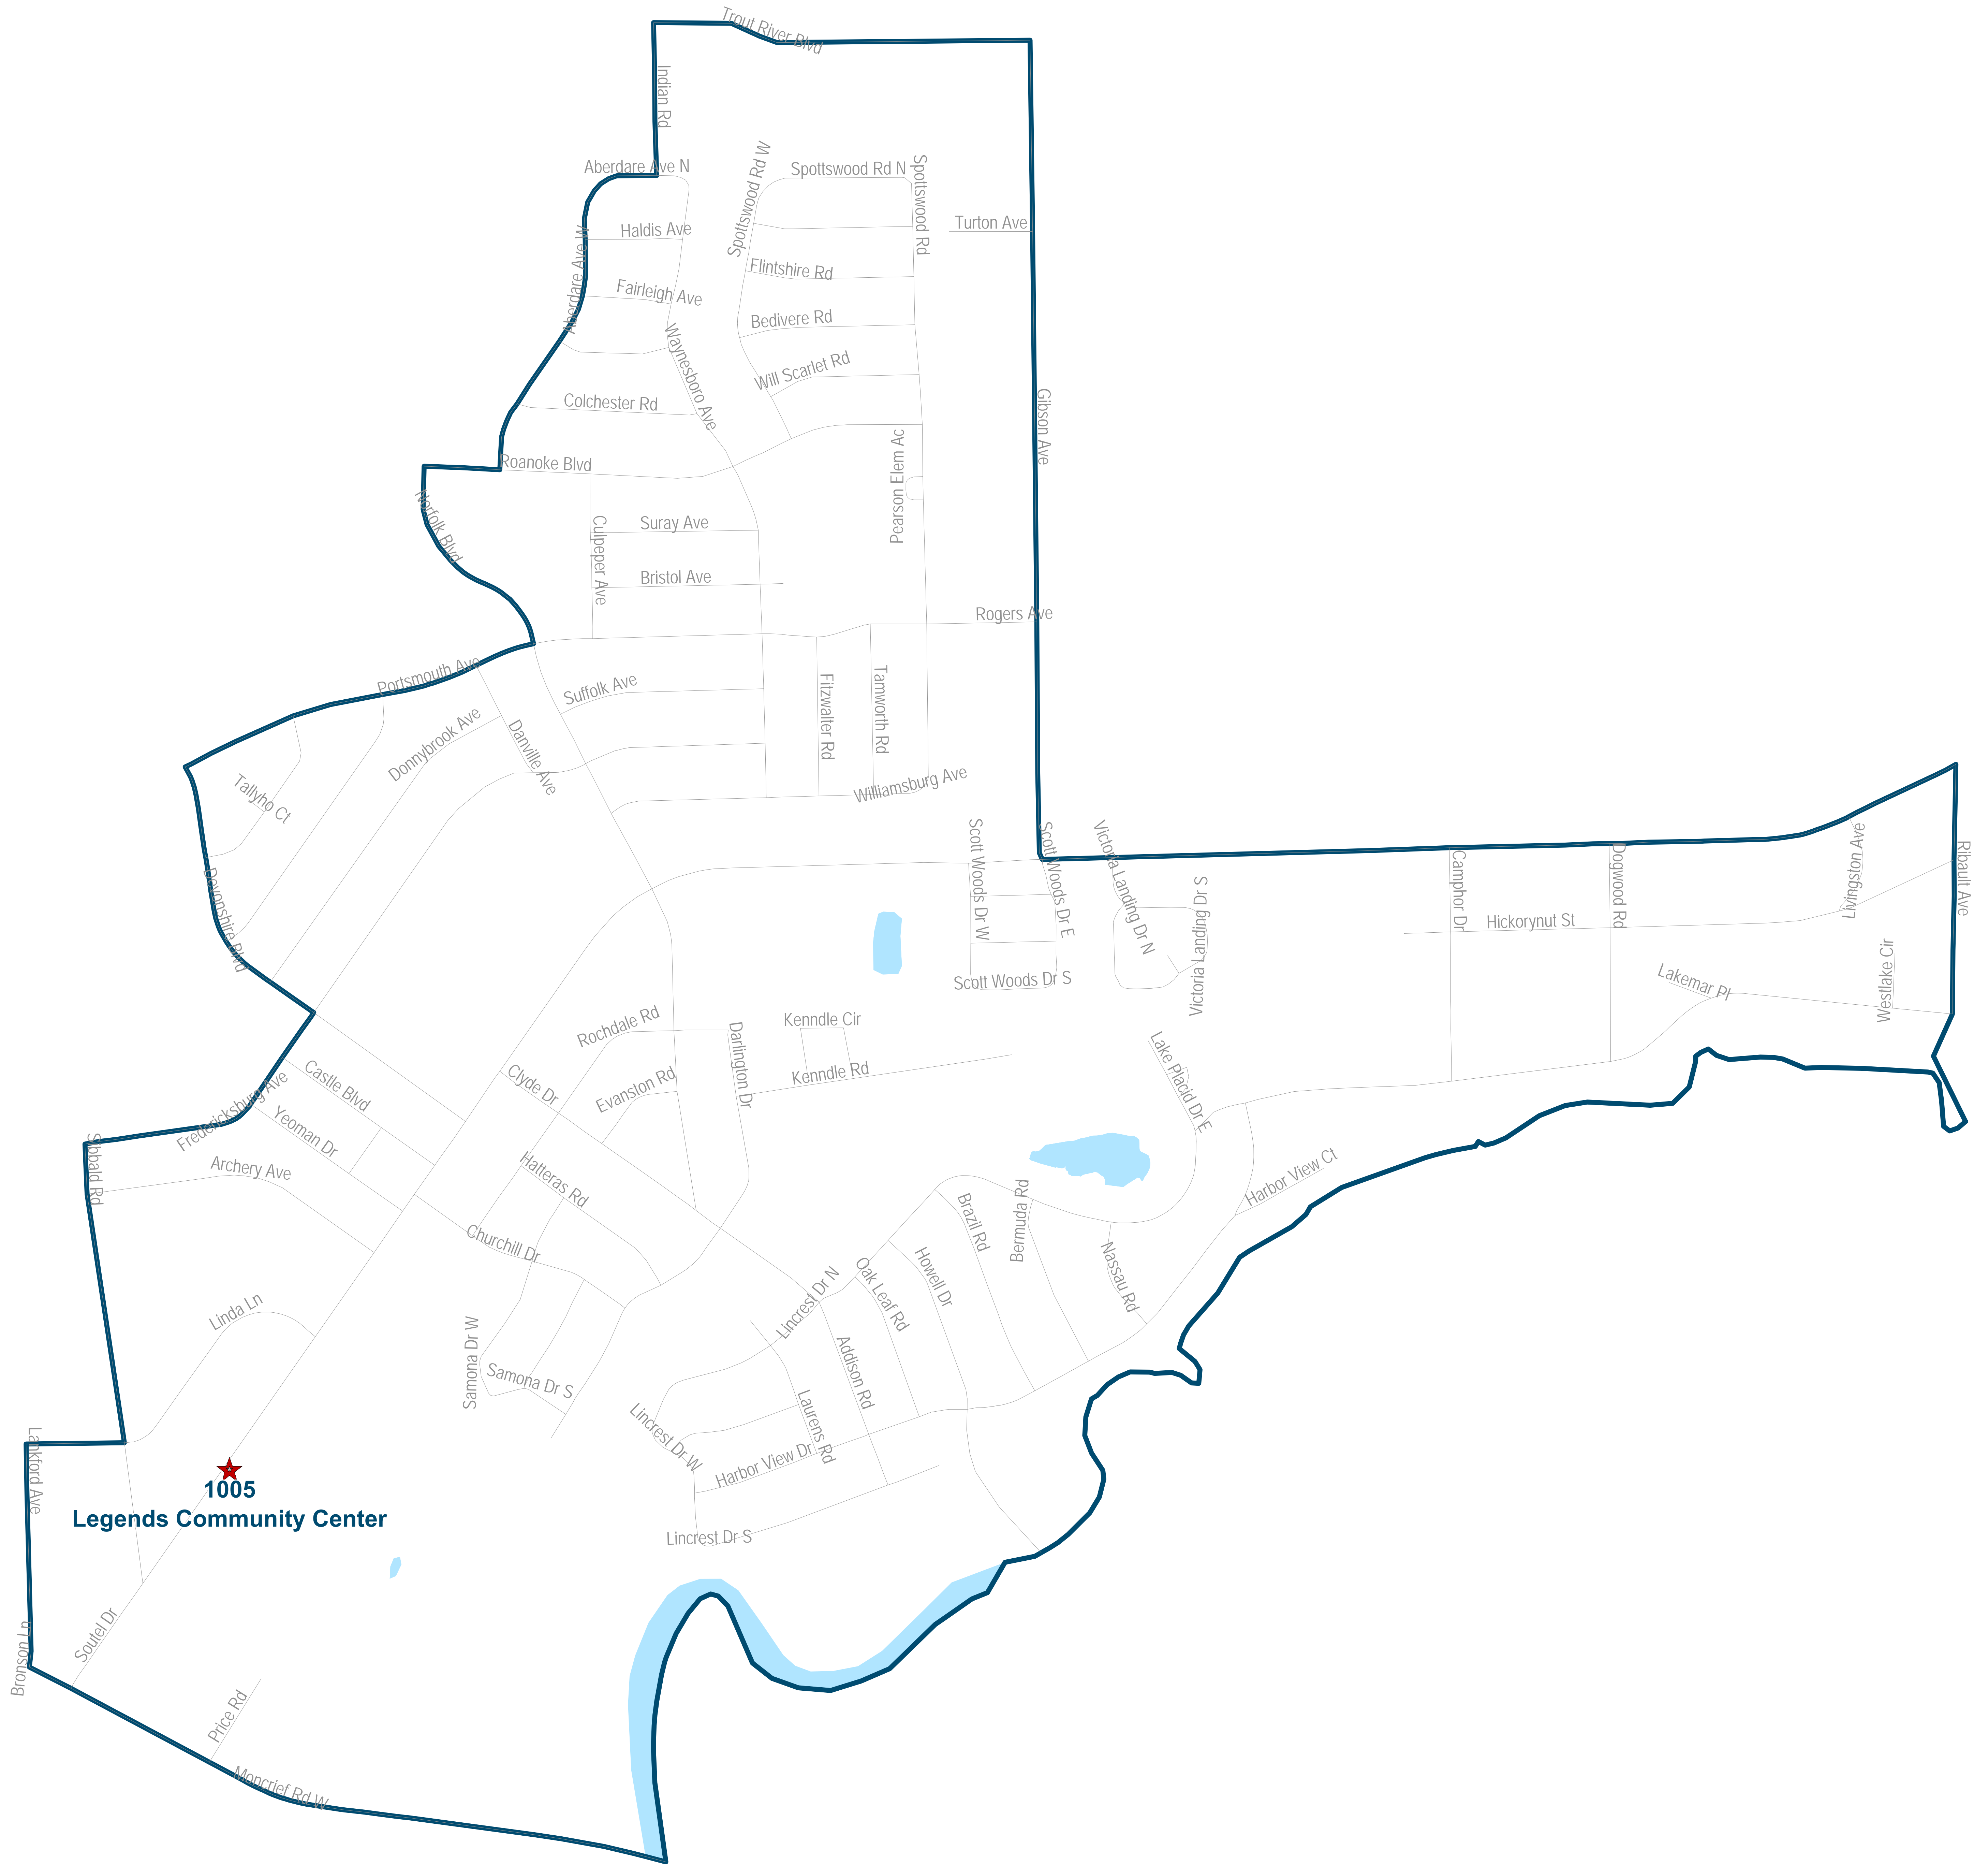 Trout River Blvd
Indian Rd
Aberdare Ave N
Spottswood Rd W
Spottswood Rd N
Spottswood Rd
Turton Ave
Haldis Ave
Aberdare Ave W
Flintshire Rd
Fairleigh Ave
Bedivere Rd
Waynesboro Ave
Will Scarlet Rd
Colchester Rd
Gibson Ave
Roanoke Blvd
Pearson Elem Ac
Norfolk Blvd
Culpeper Ave
Suray Ave
Bristol Ave
Rogers Ave
Portsmouth Ave
Suffolk Ave
Fitzwalter Rd
Tamworth Rd
Donnybrook Ave
Danville Ave
Tallyho Ct
Williamsburg Ave
Scott Woods Dr W
Scott Woods Dr E
Victoria Landing Dr N
Victoria Landing Dr S
Camphor Dr
Dogwood Rd
Livingston Ave
Ribault Ave
Devonshire Blvd
Hickorynut St
Scott Woods Dr S
Lakemar Pl
Westlake Cir
Rochdale Rd
Darlington Dr
Kenndle Cir
Kenndle Rd
Lake Placid Dr E
Castle Blvd
Clyde Dr
Evanston Rd
Fredericksburg Ave
Yeoman Dr
Sibbald Rd
Archery Ave
Hatteras Rd
Harbor View Ct
Brazil Rd
Bermuda Rd
Churchill Dr
Howell Dr
Nassau Rd
Oak Leaf Rd
Lincrest Dr N
Linda Ln
Samona Dr W
Addison Rd
Samona Dr S
Laurens Rd
Lincrest Dr W
Harbor View Dr
Lankford Ave
1005
Legends Community Center
Lincrest Dr S
Soutel Dr
Bronson Ln
Price Rd
Moncrief Rd W